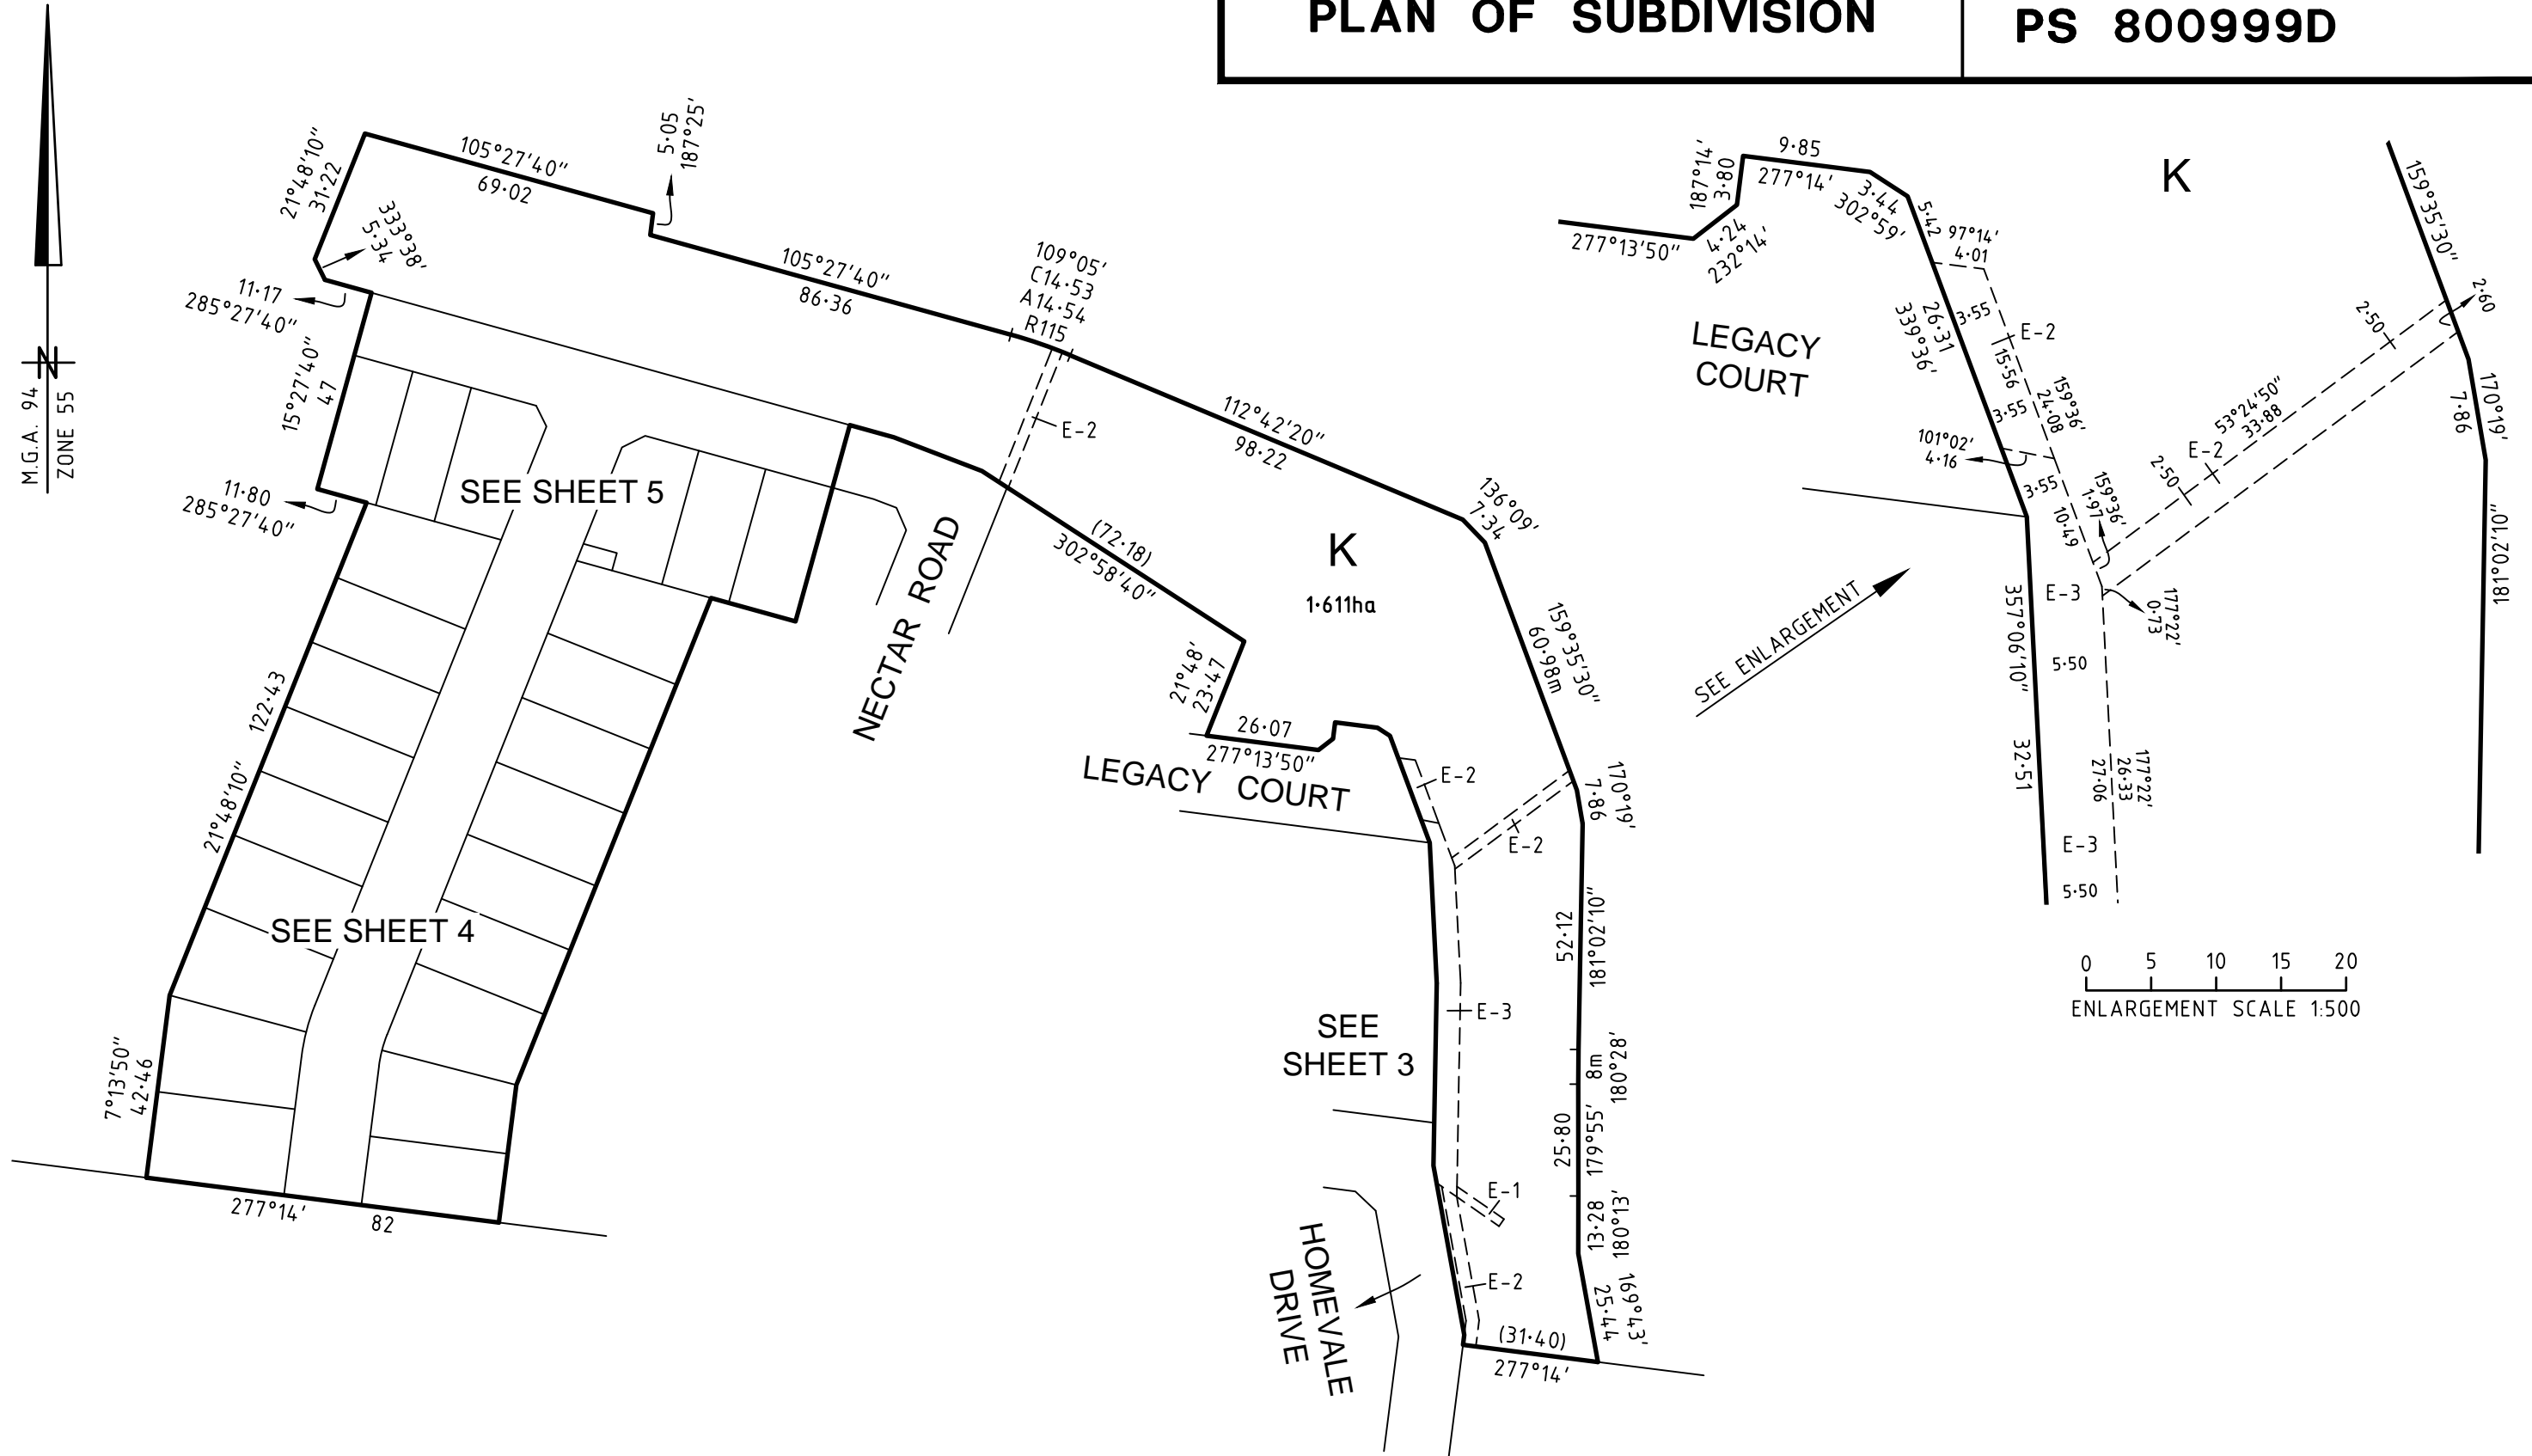 PLAN OF SUBDIVISION
PS 800999D
M.G.A. 94
ZONE 55
N
21°48'10"
31·22
105°27'40"
69·02
5·05
187°25'
333°38'
5·34
11·17
285°27'40"
15°27'40"
47
11·80
285°27'40"
105°27'40"
86·36
109°05'
C14·53
A14·54
R115
E-2
112°42'20"
98·22
136°09'
7·34
SEE SHEET 5
NECTAR ROAD
(72·18)
302°58'40"
K
1·611ha
159°35'30"
60·98m
21°48'
23·47
26·07
277°13'50"
LEGACY COURT
E-2
170°19'
7·86
E-2
122·43
21°48'10"
SEE SHEET 4
7°13'50"
42·46
277°14'
82
52·12
181°02'10"
E-3
SEE
SHEET 3
8m
180°28'
25·80
179°55'
E-1
13·28
180°13'
E-2
HOMEVALE
DRIVE
169°43'
25·44
(31·40)
277°14'
187°14'
3·80
9·85
277°14'
3·44
302°59'
277°13'50"
4·24
232°14'
5·42
97°14'
4·01
K
159°35'30"
LEGACY
COURT
26·31
339°36'
3·55
E-2
15·56
159°36'
24·08
3·55
101°02'
4·16
3·55
10·49
159°36'
1·97
2·50
E-2
53°24'50"
33·88
2·50
2·60
170°19'
7·86
181°02'10"
SEE ENLARGEMENT
357°06'10"
32·51
E-3
177°22'
0·73
5·50
177°22'
26·33
27·06
E-3
5·50
0 5 10 15 20
ENLARGEMENT SCALE 1:500